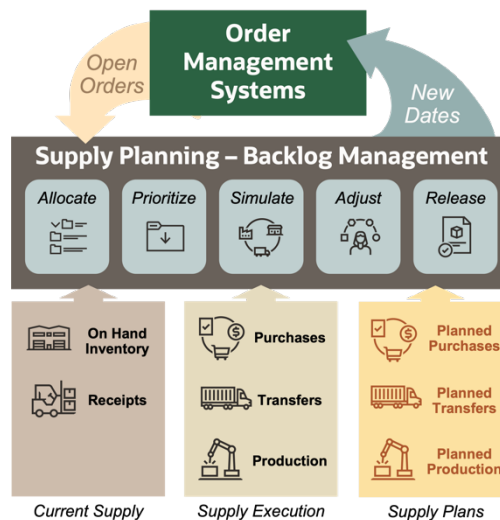 Order
Management
Systems
Open
Orders
New
Dates
Supply Planning – Backlog Management
Allocate
Prioritize
Simulate
Adjust
Release
On Hand
Inventory
Receipts
Purchases
Transfers
Production
Planned
Purchases
Planned
Transfers
Planned
Production
Current Supply
Supply Execution
Supply Plans